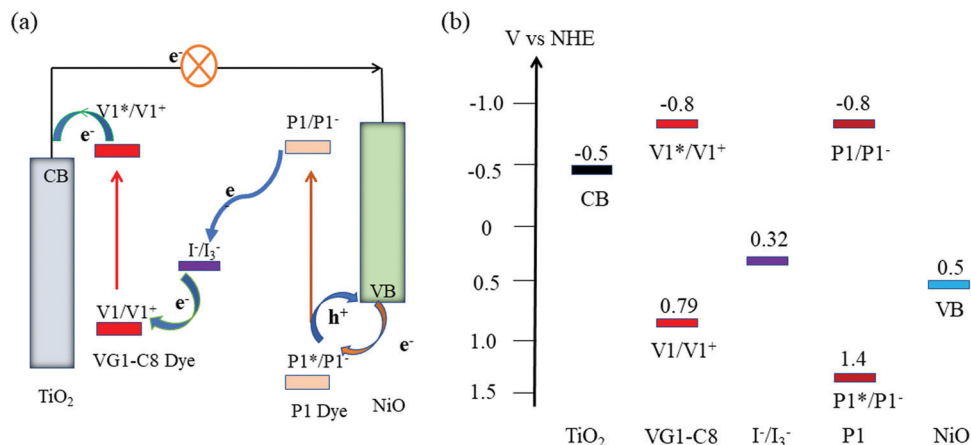 (a)
e⁻
V1*/V1⁺
e⁻
P1/P1⁻
CB
e
I⁻/I₃⁻
VB
V1/V1⁺
e⁻
h⁺
e⁻
VG1-C8 Dye
P1*/P1⁻
TiO₂
P1 Dye
NiO
(b)
V vs NHE
-1.0
-0.5
0
0.5
1.0
1.5
-0.5
CB
-0.8
V1*/V1⁺
0.79
V1/V1⁺
0.32
-0.8
P1/P1⁻
1.4
P1*/P1⁻
0.5
VB
TiO₂ VG1-C8 I⁻/I₃⁻ P1 NiO